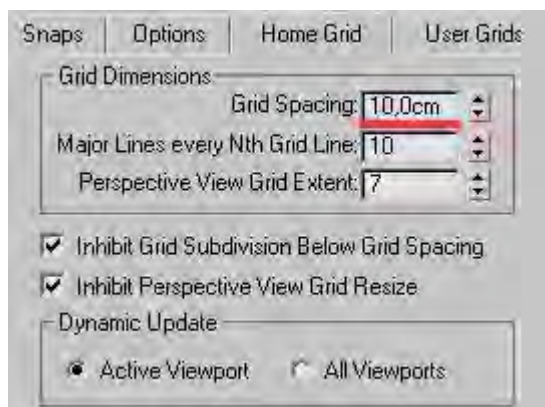 Snaps Options Home Grid User Grids
Grid Dimensions
Grid Spacing: 10,0cm
Major Lines every Nth Grid Line: 10
Perspective View Grid Extent: 7
Inhibit Grid Subdivision Below Grid Spacing
Inhibit Perspective View Grid Resize
Dynamic Update
Active Viewport All Viewports